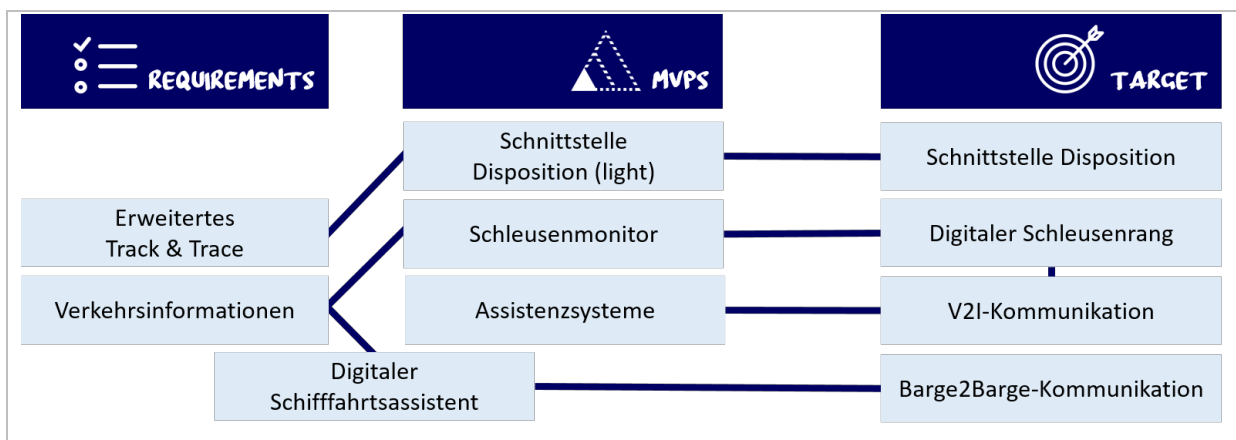 REQUIREMENTS
MVPS
TARGET
Schnittstelle
Disposition (light)
Schnittstelle Disposition
Erweitertes
Track & Trace
Schleusenmonitor
Digitaler Schleusenrang
Verkehrsinformationen
Assistenzsysteme
V2I-Kommunikation
Digitaler
Schifffahrtsassistent
Barge2Barge-Kommunikation